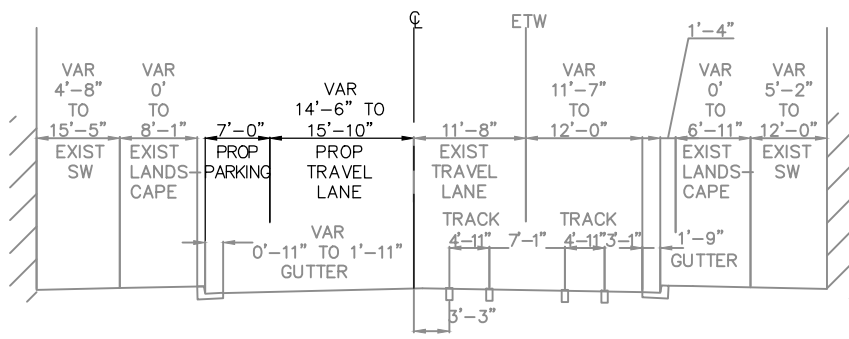 ℄
ETW
1'-4"
VAR
4'-8"
TO
15'-5"
EXIST
SW
VAR
0'
TO
8'-1"
EXIST
LANDS-
CAPE
7'-0"
PROP
PARKING
VAR
14'-6" TO
15'-10"
PROP
TRAVEL
LANE
11'-8"
EXIST
TRAVEL
LANE
VAR
11'-7"
TO
12'-0"
VAR
0'
TO
6'-11"
EXIST
LANDS-
CAPE
VAR
5'-2"
TO
12'-0"
EXIST
SW
VAR
0'-11" TO 1'-11"
GUTTER
TRACK
4'-11"
7'-1"
TRACK
4'-11"
3'-1"
1'-9"
GUTTER
3'-3"